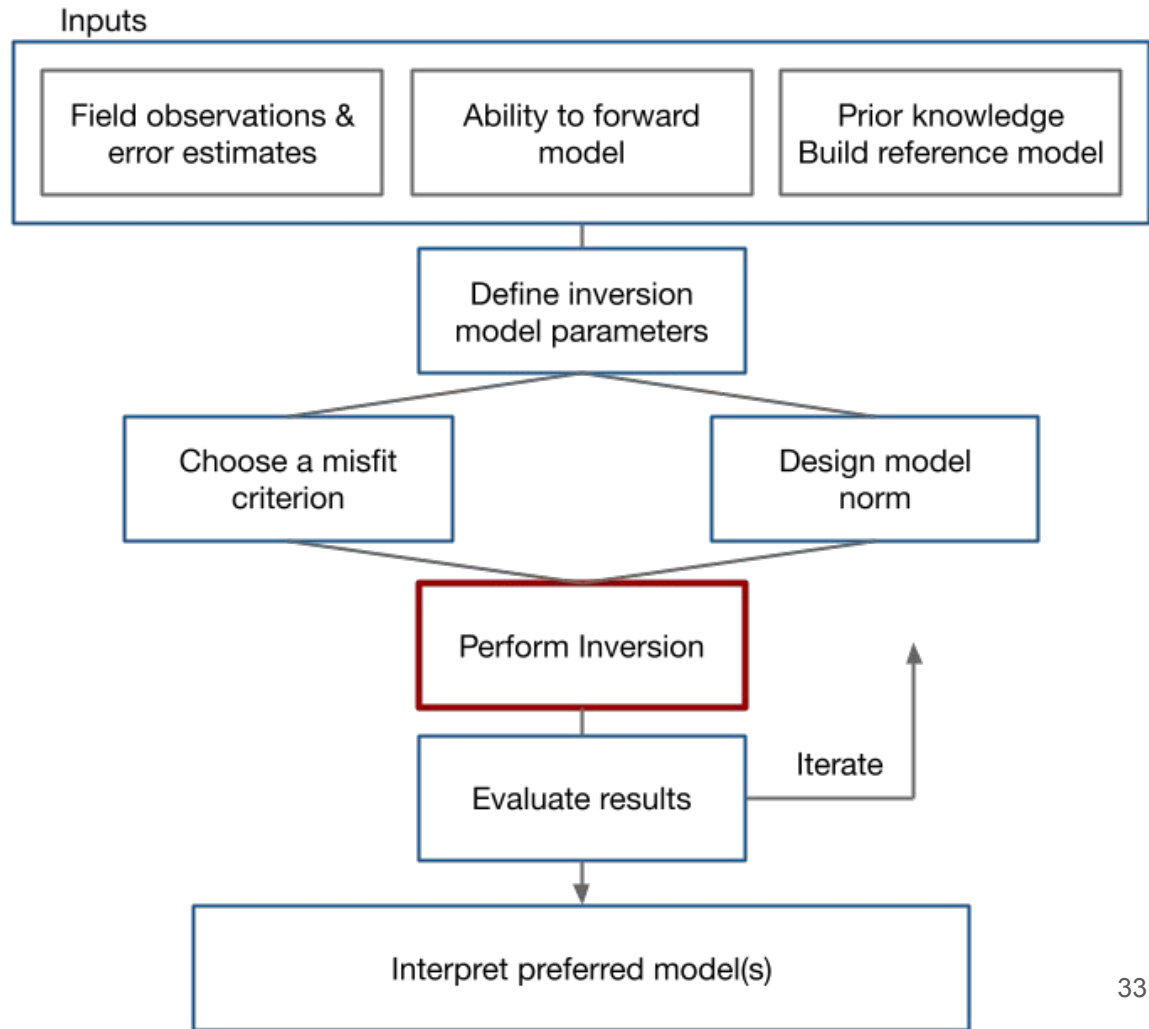 Inputs
Field observations &
error estimates
Ability to forward
model
Prior knowledge
Build reference model
Define inversion
model parameters
Choose a misfit
criterion
Design model
norm
Perform Inversion
Evaluate results
Iterate
Interpret preferred model(s)
33